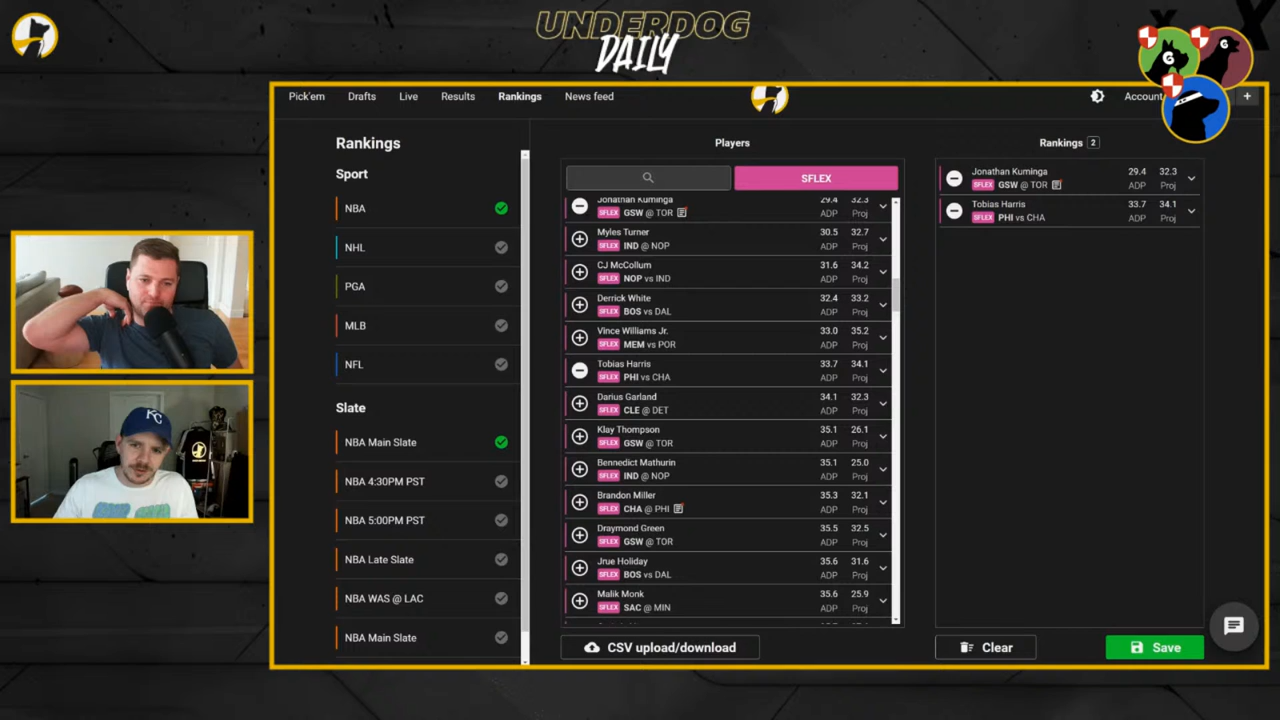 UNDERDOG
DAILY
Pick'em
Drafts
Live
Results
Rankings
News feed
Account
Rankings
Sport
NBA
NHL
PGA
MLB
NFL
Slate
NBA Main Slate
NBA 4:30PM PST
NBA 5:00PM PST
NBA Late Slate
NBA WAS @ LAC
NBA Main Slate
Players
SFLEX
Jonathan Kuminga 29.4 32.3
SFLEX GSW @ TOR ADP Proj
Myles Turner 30.5 32.7
SFLEX IND @ NOP ADP Proj
CJ McCollum 31.6 34.2
SFLEX NOP vs IND ADP Proj
Derrick White 32.4 33.2
SFLEX BOS vs DAL ADP Proj
Vince Williams Jr. 33.0 35.2
SFLEX MEM vs POR ADP Proj
Tobias Harris 33.7 34.1
SFLEX PHI vs CHA ADP Proj
Darius Garland 34.1 32.3
SFLEX CLE @ DET ADP Proj
Klay Thompson 35.1 26.1
SFLEX GSW @ TOR ADP Proj
Bennedict Mathurin 35.1 25.0
SFLEX IND @ NOP ADP Proj
Brandon Miller 35.3 32.1
SFLEX CHA @ PHI ADP Proj
Draymond Green 35.5 32.5
SFLEX GSW @ TOR ADP Proj
Jrue Holiday 35.6 31.6
SFLEX BOS vs DAL ADP Proj
Malik Monk 35.6 25.9
SFLEX SAC @ MIN ADP Proj
CSV upload/download
Rankings 2
Jonathan Kuminga 29.4 32.3
SFLEX GSW @ TOR ADP Proj
Tobias Harris 33.7 34.1
SFLEX PHI vs CHA ADP Proj
Clear
Save
KC
G
G